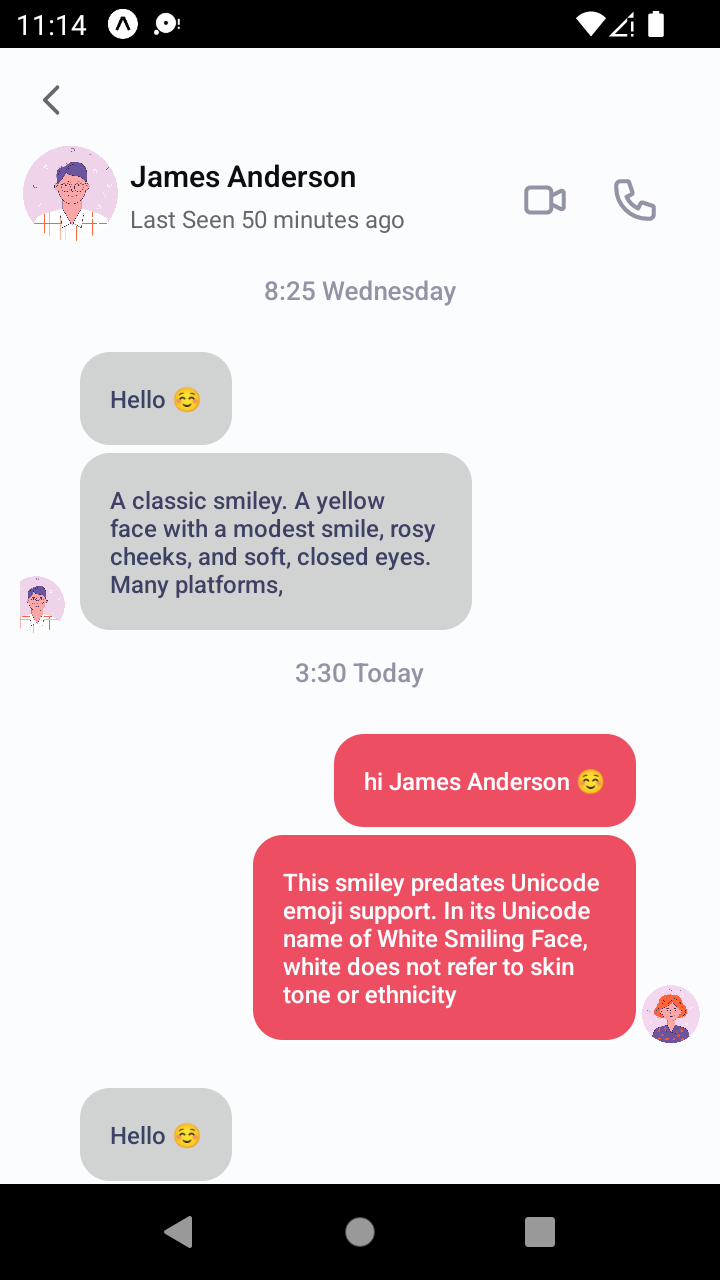 11:14
James Anderson
Last Seen 50 minutes ago
8:25 Wednesday
Hello ☺️
A classic smiley. A yellow
face with a modest smile, rosy
cheeks, and soft, closed eyes.
Many platforms,
3:30 Today
hi James Anderson ☺️
This smiley predates Unicode
emoji support. In its Unicode
name of White Smiling Face,
white does not refer to skin
tone or ethnicity
Hello ☺️